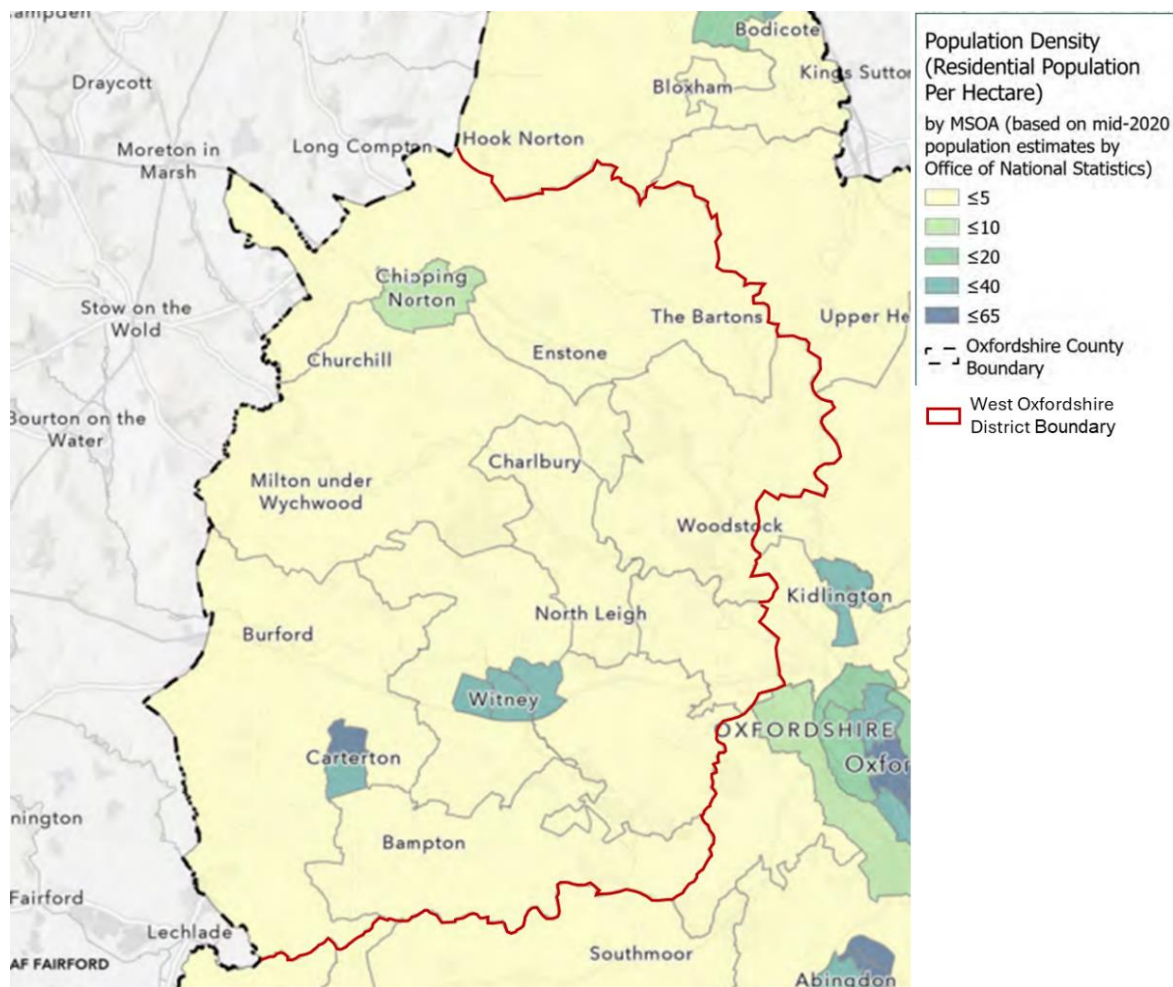 ampden
Bodicote
Draycott
Kings Sutton
Bloxham
Hook Norton
Long Compton
Moreton in
Marsh
Chipping
Norton
Stow on the
Wold
The Bartons
Upper He
Churchill
Enstone
Bourton on the
Water
Charlbury
Milton under
Wychwood
Woodstock
Kidlington
North Leigh
Burford
Witney
OXFORDSHIRE
Carterton
Oxfor
nington
Bampton
Fairford
Lechlade
Southmoor
AF FAIRFORD
Abingdon
Population Density
(Residential Population
Per Hectare)
by MSOA (based on mid-2020
population estimates by
Office of National Statistics)
≤5
≤10
≤20
≤40
≤65
Oxfordshire County
Boundary
West Oxfordshire
District Boundary